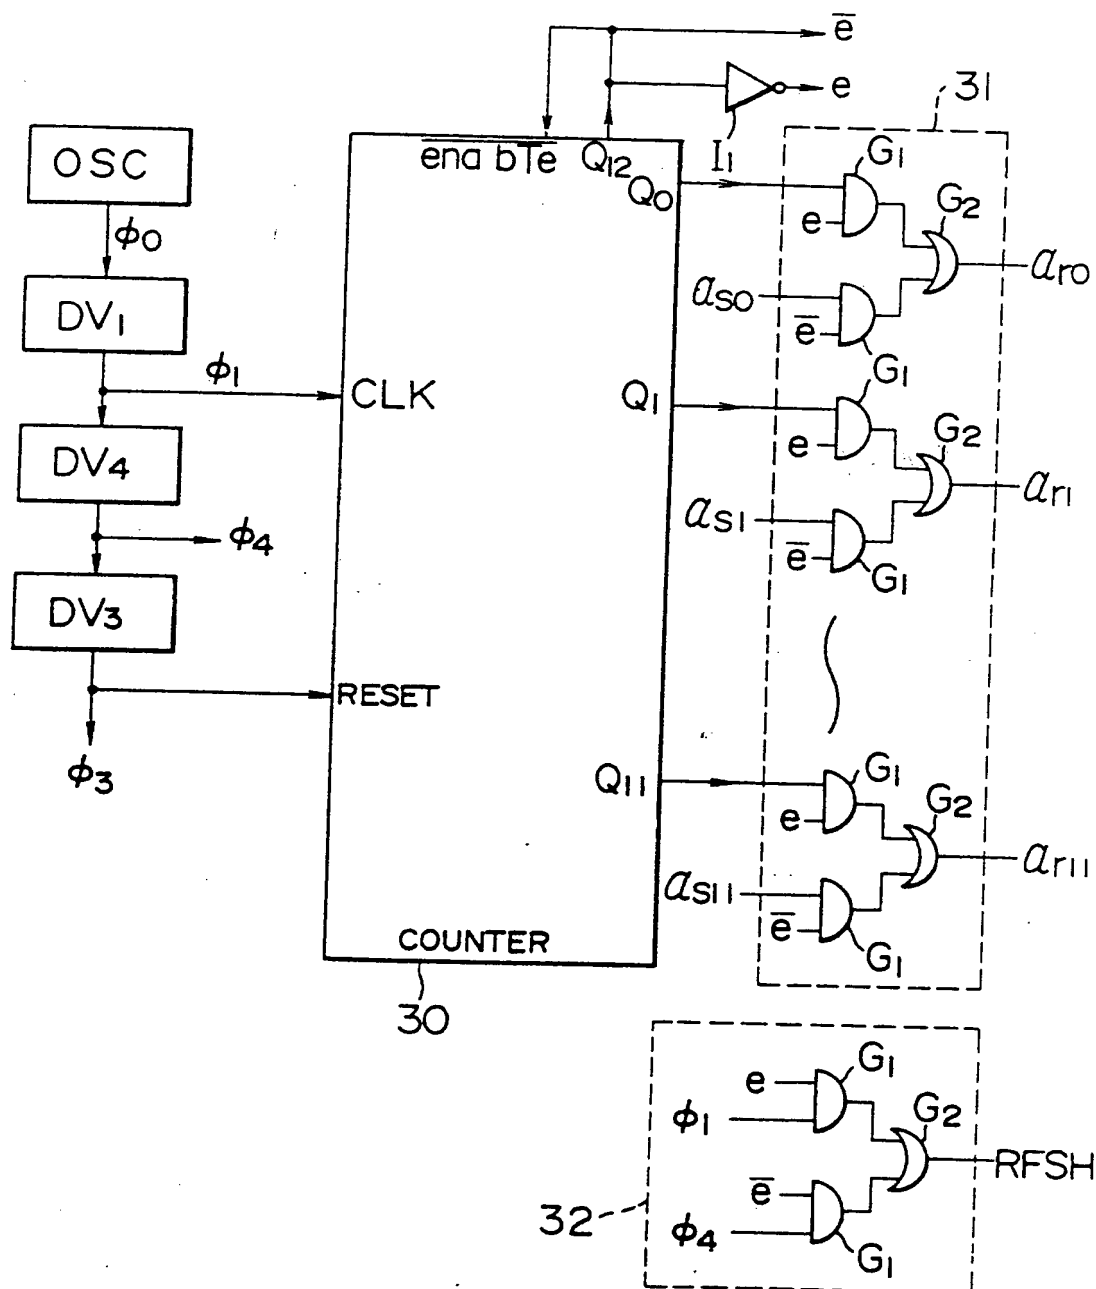 e̅
e
31
OSC
ena bTe
Q12
I1
G1
Q0
G2
ϕ0
e
ar0
DV1
as0
e̅
ϕ1
G1
CLK
Q1
G2
e
DV4
ar1
as1
ϕ4
e̅
G1
DV3
RESET
ϕ3
Q11
G1
G2
e
ar11
as11
e̅
COUNTER
G1
30
G1
e
ϕ1
G2
RFSH
e̅
32
ϕ4
G1